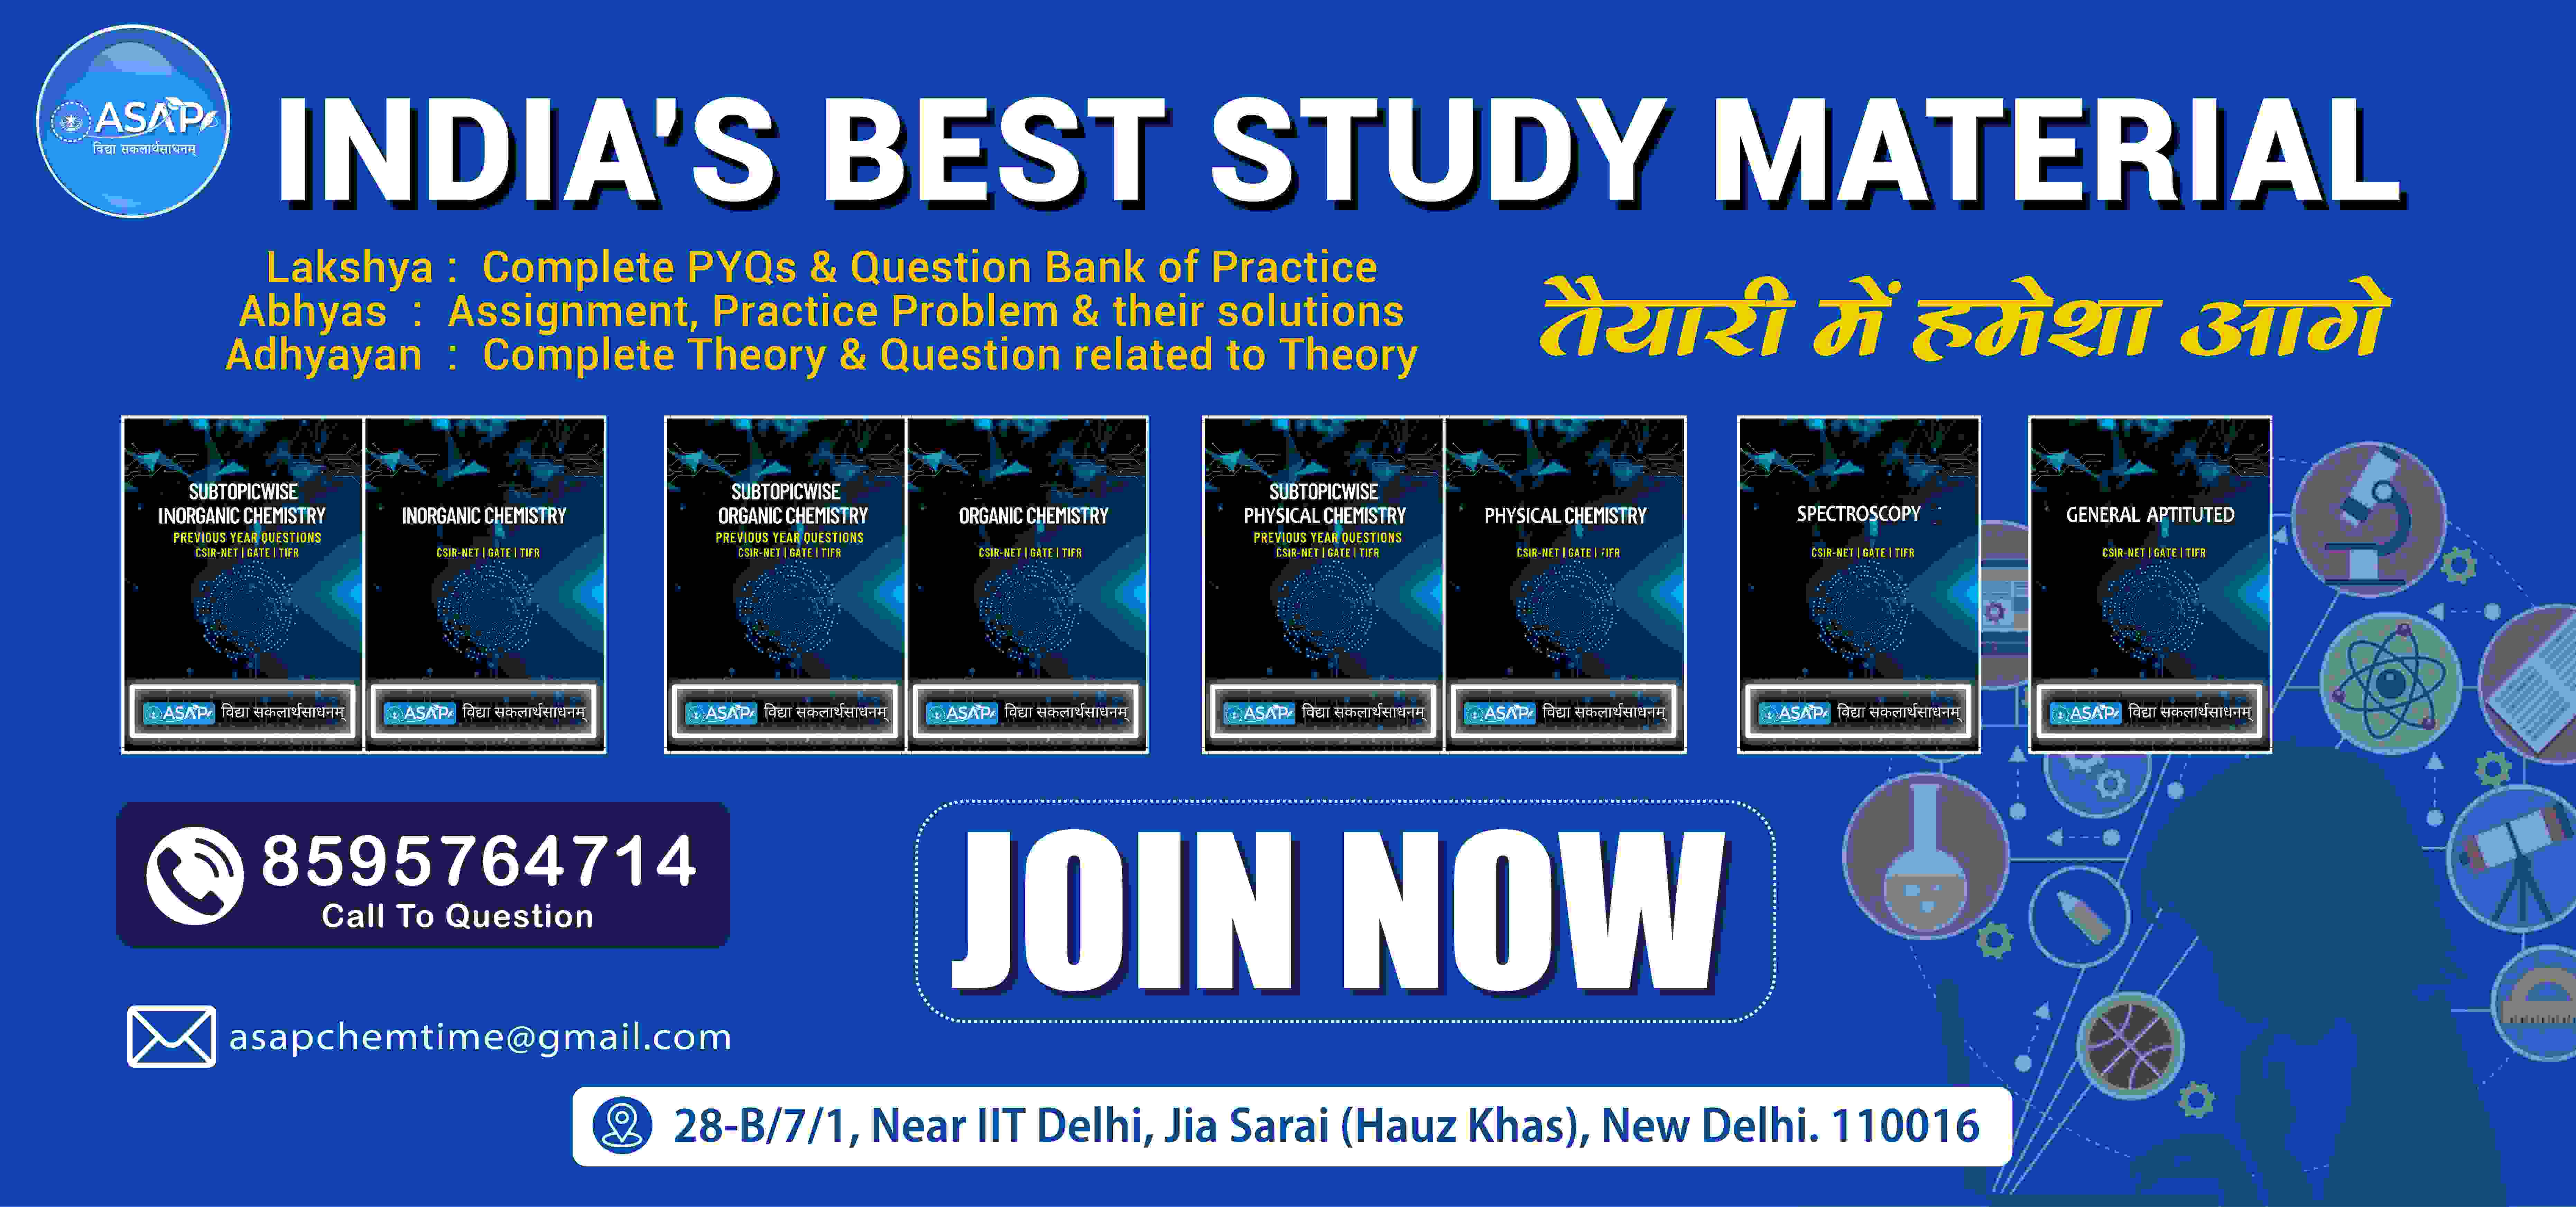 ASAP
विद्या सकलार्थसाधनम्
INDIA'S BEST STUDY MATERIAL
Lakshya : Complete PYQs & Question Bank of Practice
Abhyas : Assignment, Practice Problem & their solutions
Adhyayan : Complete Theory & Question related to Theory
तैयारी में हमेशा आगे
SUBTOPICWISE
INORGANIC CHEMISTRY
PREVIOUS YEAR QUESTIONS
CSIR-NET | GATE | TIFR
ASAP विद्या सकलार्थसाधनम्
INORGANIC CHEMISTRY
CSIR-NET | GATE | TIFR
ASAP विद्या सकलार्थसाधनम्
SUBTOPICWISE
ORGANIC CHEMISTRY
PREVIOUS YEAR QUESTIONS
CSIR-NET | GATE | TIFR
ASAP विद्या सकलार्थसाधनम्
ORGANIC CHEMISTRY
CSIR-NET | GATE | TIFR
ASAP विद्या सकलार्थसाधनम्
SUBTOPICWISE
PHYSICAL CHEMISTRY
PREVIOUS YEAR QUESTIONS
CSIR-NET | GATE | TIFR
ASAP विद्या सकलार्थसाधनम्
PHYSICAL CHEMISTRY
CSIR-NET | GATE | TIFR
ASAP विद्या सकलार्थसाधनम्
SPECTROSCOPY
CSIR-NET | GATE | TIFR
ASAP विद्या सकलार्थसाधनम्
GENERAL APTITUTED
CSIR-NET | GATE | TIFR
ASAP विद्या सकलार्थसाधनम्
8595764714
Call To Question
JOIN NOW
asapchemtime@gmail.com
28-B/7/1, Near IIT Delhi, Jia Sarai (Hauz Khas), New Delhi. 110016